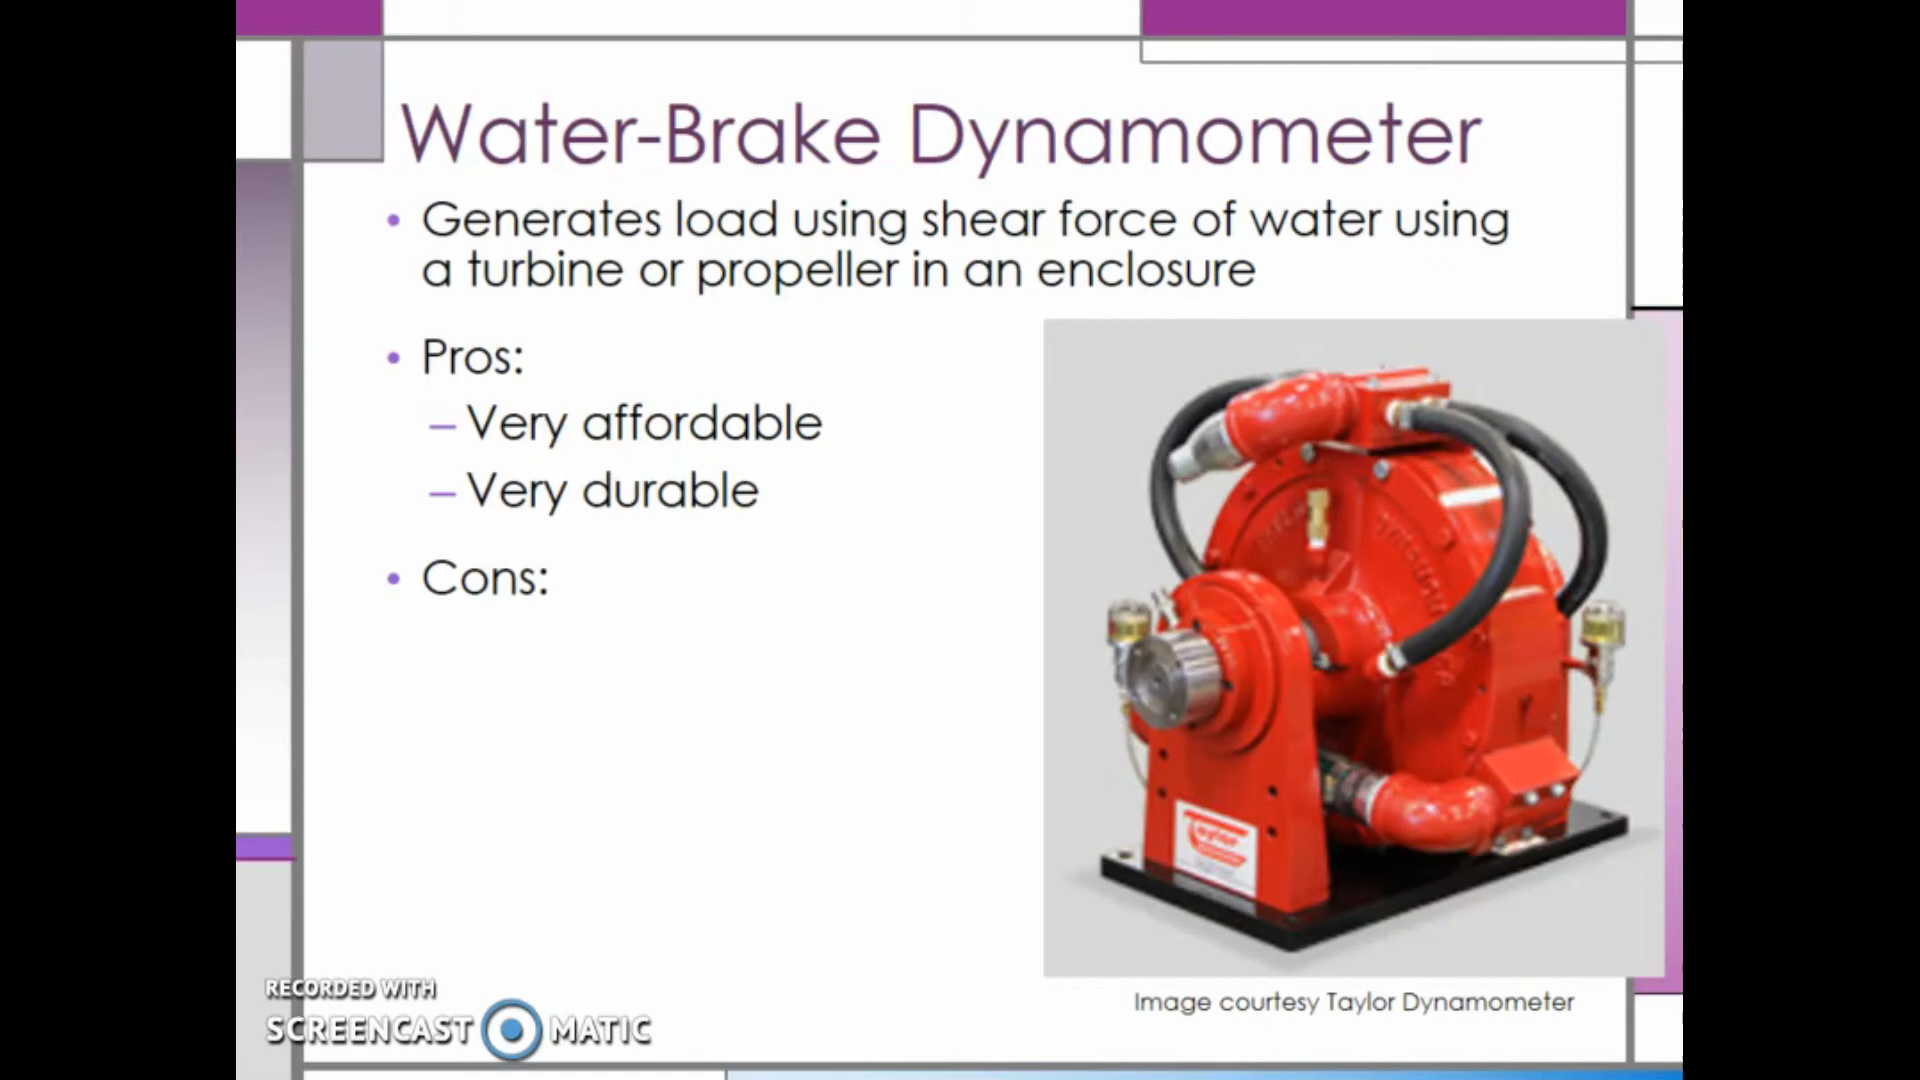 Water-Brake Dynamometer
• Generates load using shear force of water using
a turbine or propeller in an enclosure
• Pros:
– Very affordable
– Very durable
• Cons:
Taylor
Image courtesy Taylor Dynamometer
RECORDED WITH
SCREENCAST MATIC